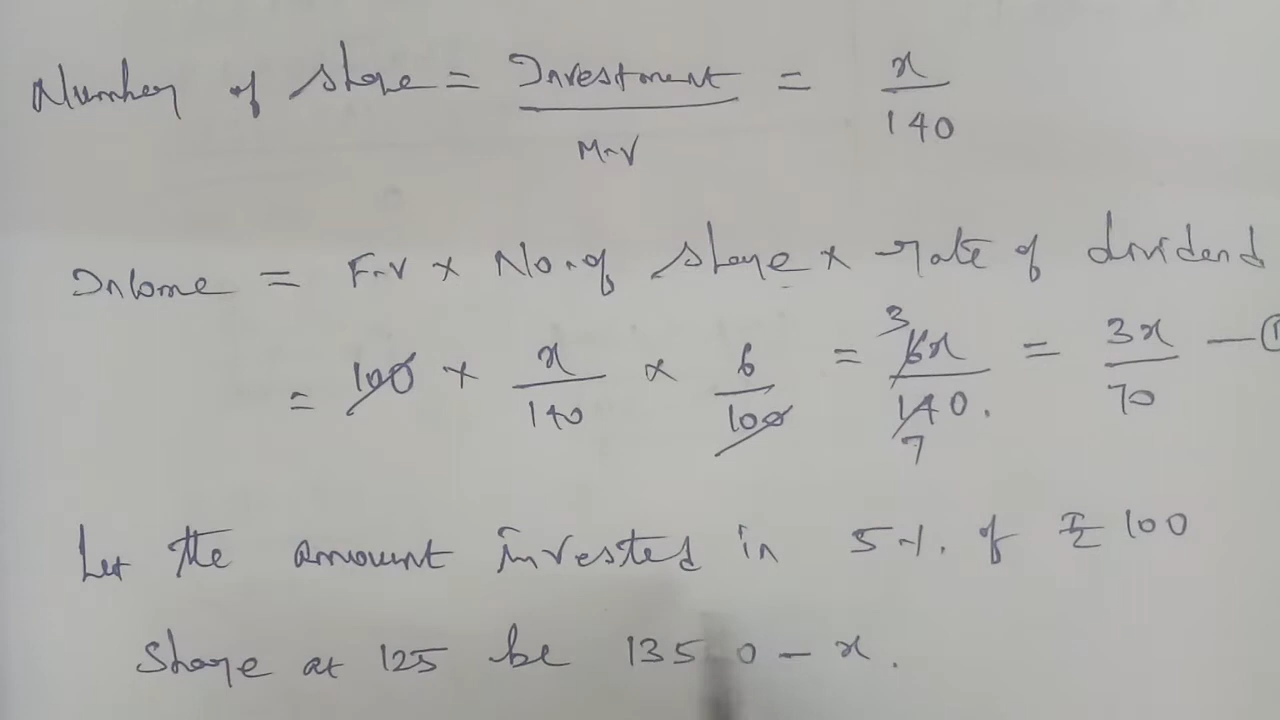 Number of share = Investment / M.V = x / 140
Income = F.V × No. of share × rate of dividend
= 100 × x / 140 × 6 / 100 = 3 6x / 140. 7 = 3x / 70 — ①
Let the amount invested in 5 % of ₹ 100
Share at 125 be 1350 – x.